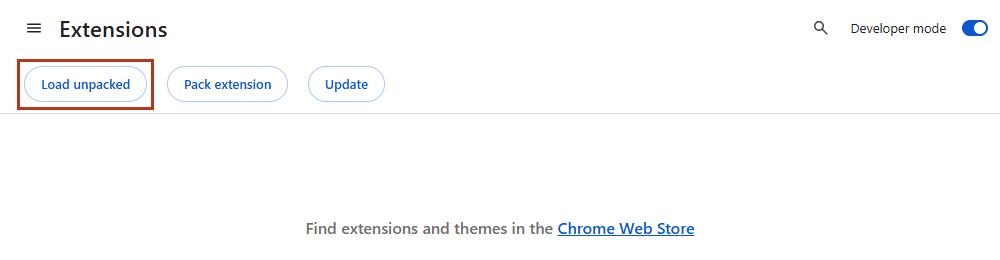 Extensions
Developer mode
Load unpacked
Pack extension
Update
Find extensions and themes in the Chrome Web Store